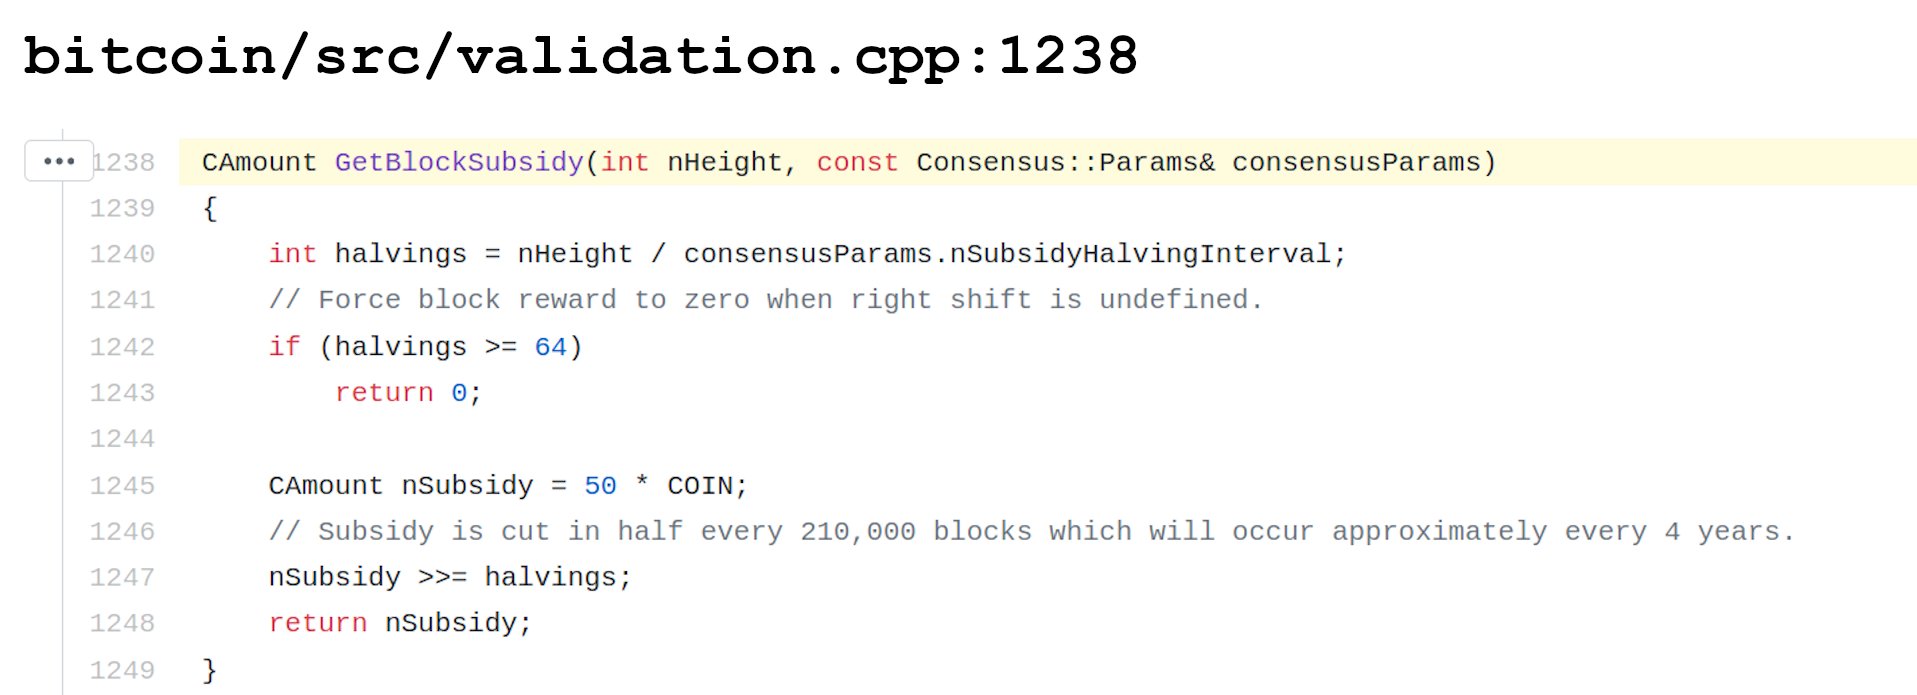 bitcoin/src/validation.cpp:1238
••• 1238 CAmount GetBlockSubsidy(int nHeight, const Consensus::Params& consensusParams)
1239 {
1240     int halvings = nHeight / consensusParams.nSubsidyHalvingInterval;
1241     // Force block reward to zero when right shift is undefined.
1242     if (halvings >= 64)
1243         return 0;
1244
1245     CAmount nSubsidy = 50 * COIN;
1246     // Subsidy is cut in half every 210,000 blocks which will occur approximately every 4 years.
1247     nSubsidy >>= halvings;
1248     return nSubsidy;
1249 }